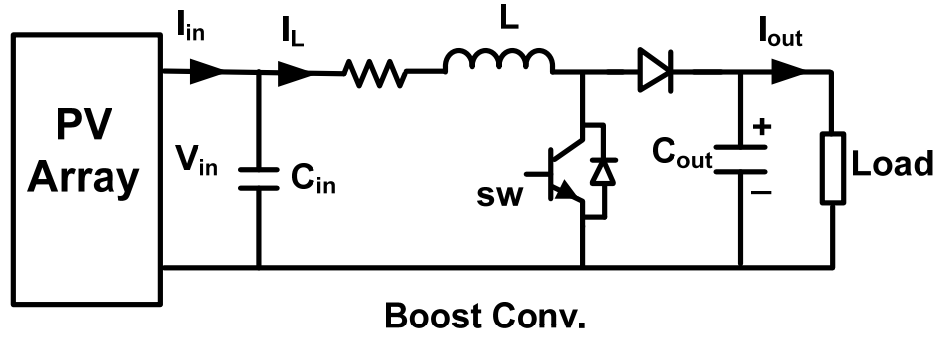 I_in
I_L
L
I_out
PV
Array
V_in
C_in
sw
C_out
+
−
Load
Boost Conv.